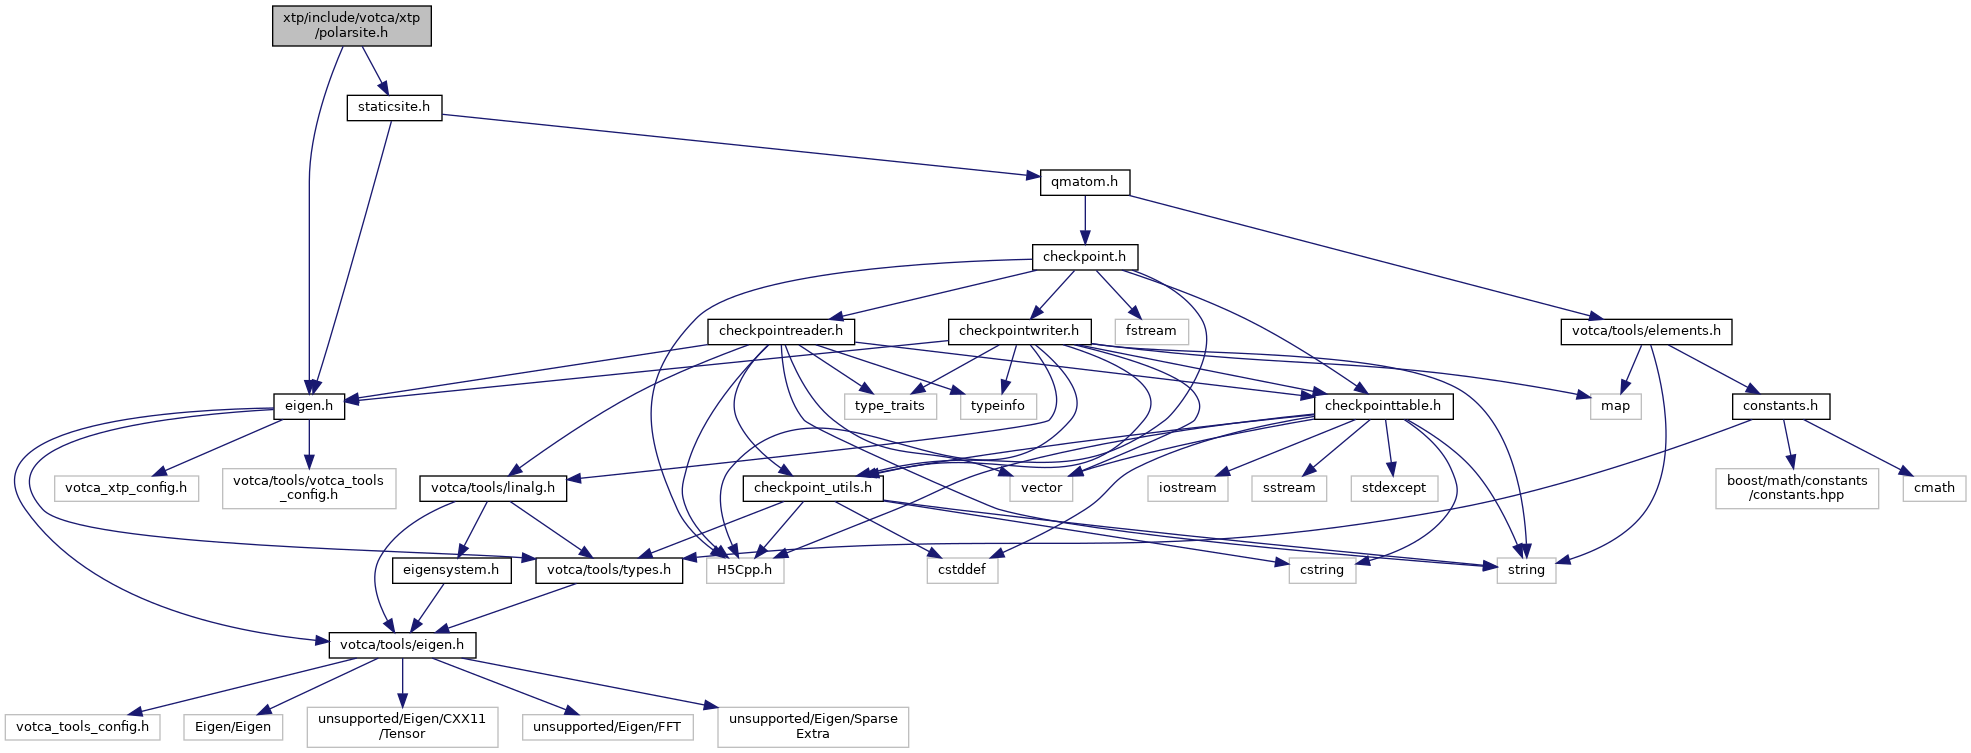 xtp/include/votca/xtp
/polarsite.h
staticsite.h
qmatom.h
checkpoint.h
checkpointreader.h
checkpointwriter.h
fstream
votca/tools/elements.h
eigen.h
type_traits
typeinfo
checkpointtable.h
map
constants.h
votca_xtp_config.h
votca/tools/votca_tools
_config.h
votca/tools/linalg.h
checkpoint_utils.h
vector
iostream
sstream
stdexcept
boost/math/constants
/constants.hpp
cmath
eigensystem.h
votca/tools/types.h
H5Cpp.h
cstddef
cstring
string
votca/tools/eigen.h
votca_tools_config.h
Eigen/Eigen
unsupported/Eigen/CXX11
/Tensor
unsupported/Eigen/FFT
unsupported/Eigen/Sparse
Extra